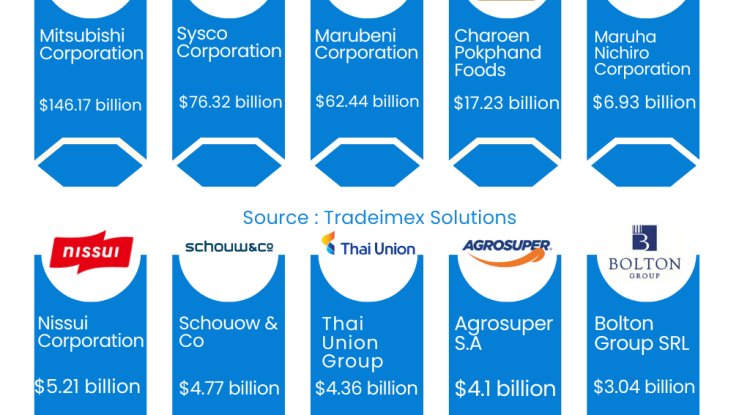 Mitsubishi
Corporation
$146.17 billion
Sysco
Corporation
$76.32 billion
Marubeni
Corporation
$62.44 billion
Charoen
Pokphand
Foods
$17.23 billion
Maruha
Nichiro
Corporation
$6.93 billion
Source : Tradeimex Solutions
nissui
Nissui
Corporation
$5.21 billion
schouw&co
Schouow &
Co
$4.77 billion
Thai Union
Thai
Union
Group
$4.36 billion
AGROSUPER
Agrosuper
S.A
$4.1 billion
B
BOLTON
GROUP
Bolton
Group SRL
$3.04 billion